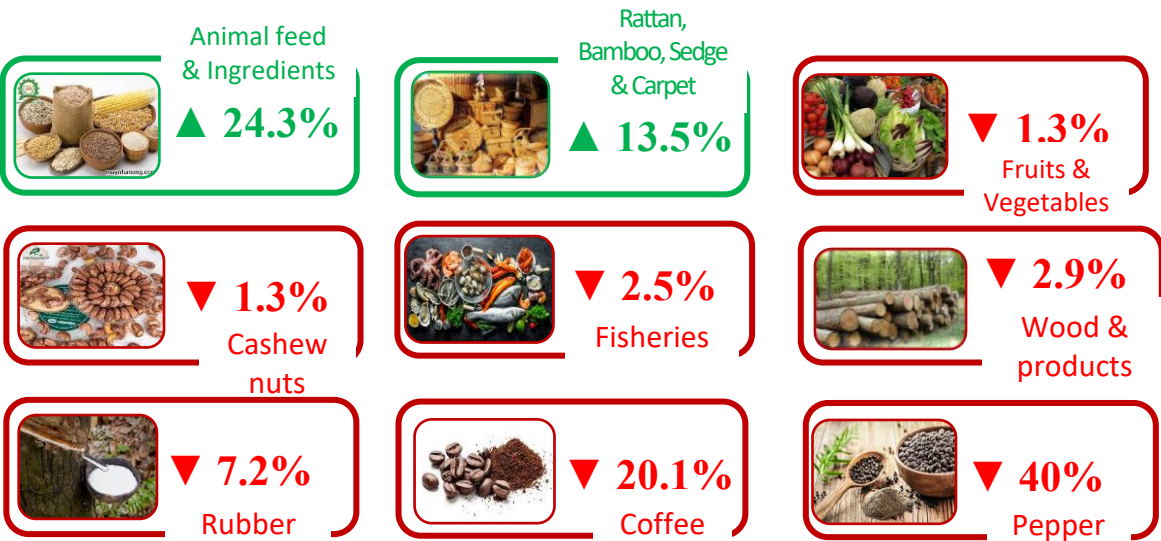 Animal feed
& Ingredients
▲ 24.3%
Rattan,
Bamboo, Sedge
& Carpet
▲ 13.5%
▼ 1.3%
Fruits &
Vegetables
▼ 1.3%
Cashew
nuts
▼ 2.5%
Fisheries
▼ 2.9%
Wood &
products
▼ 7.2%
Rubber
▼ 20.1%
Coffee
▼ 40%
Pepper